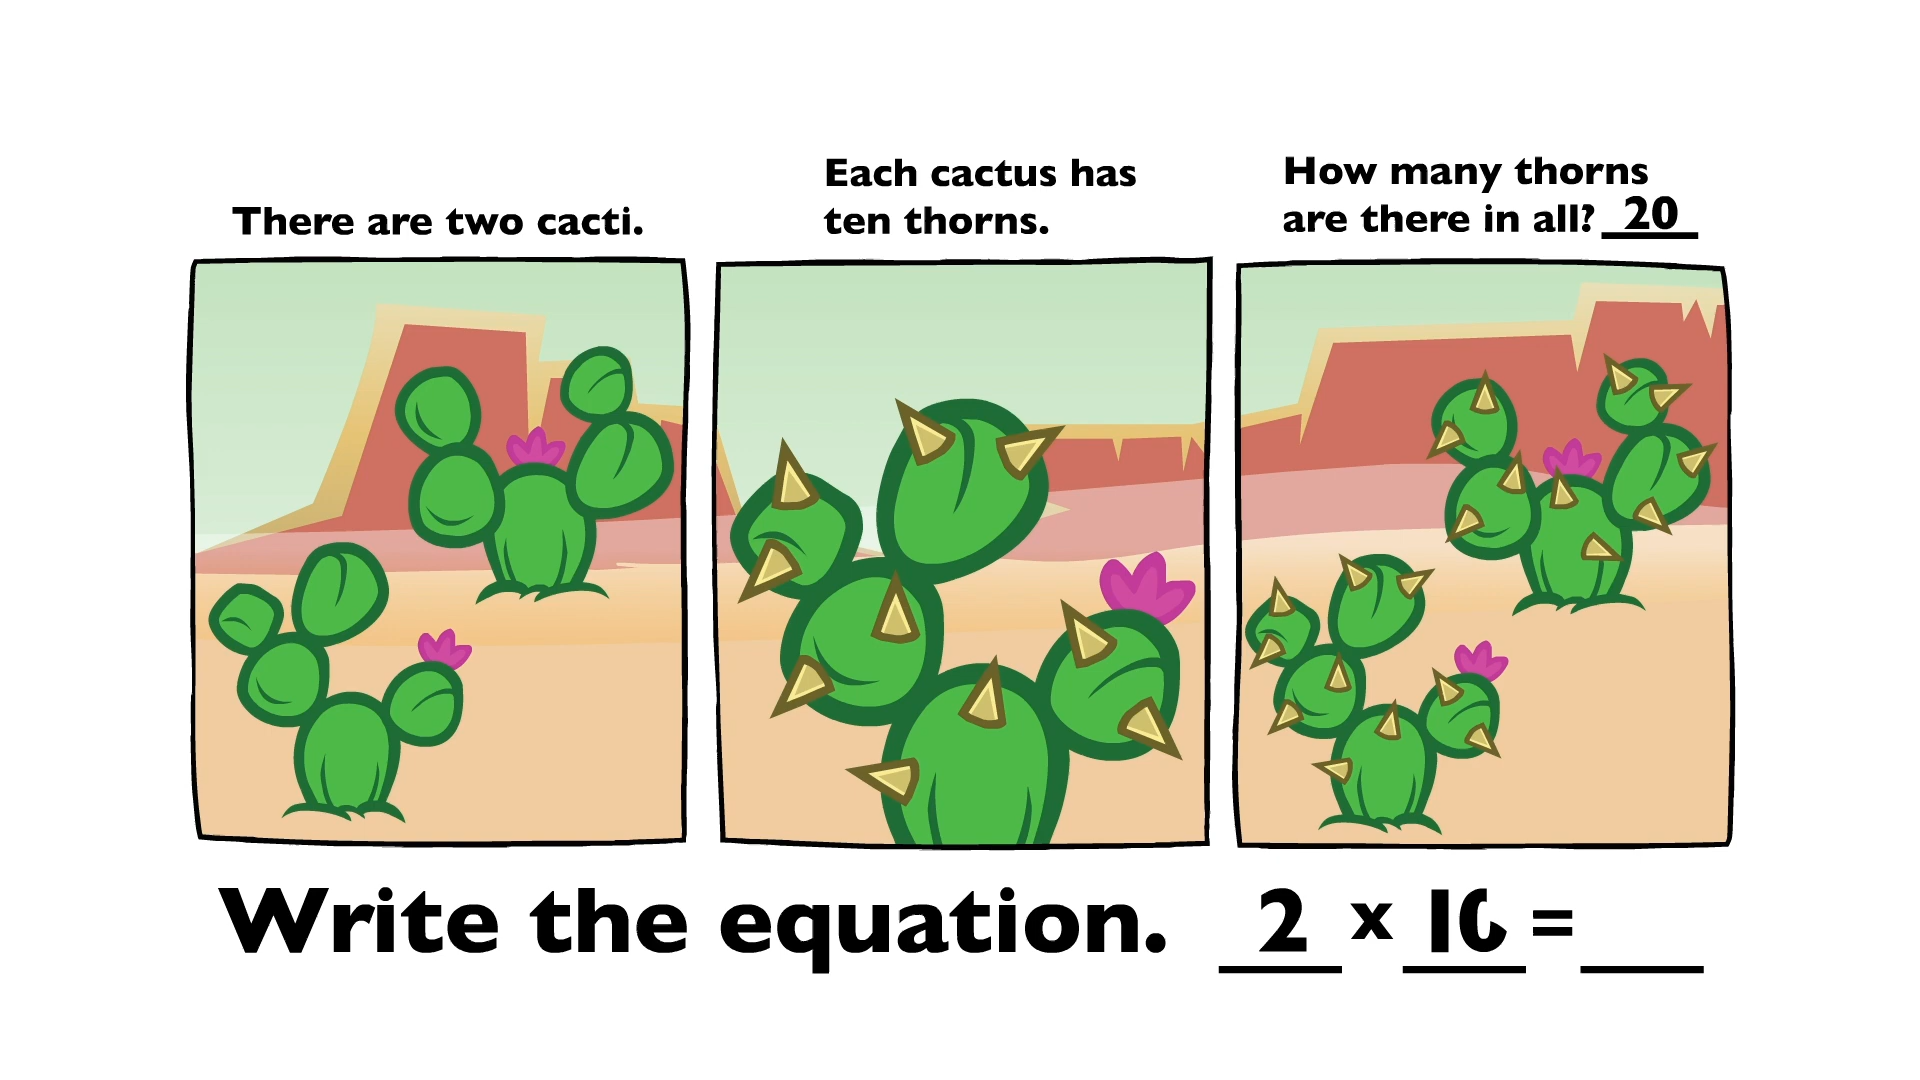 There are two cacti.
Each cactus has
ten thorns.
How many thorns
are there in all? 20
Write the equation. 2 x 10 =